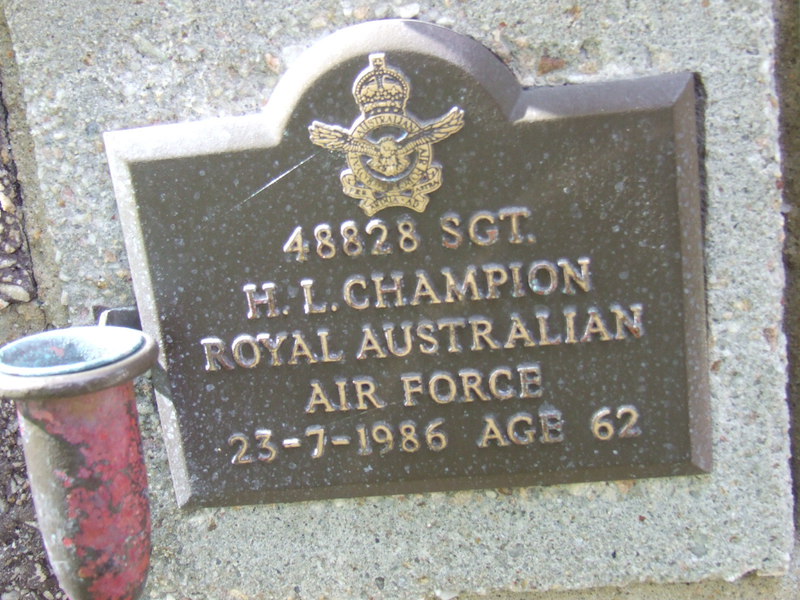 48828 SGT.
H. L. CHAMPION
ROYAL AUSTRALIAN
AIR FORCE
23-7-1986 AGE 62